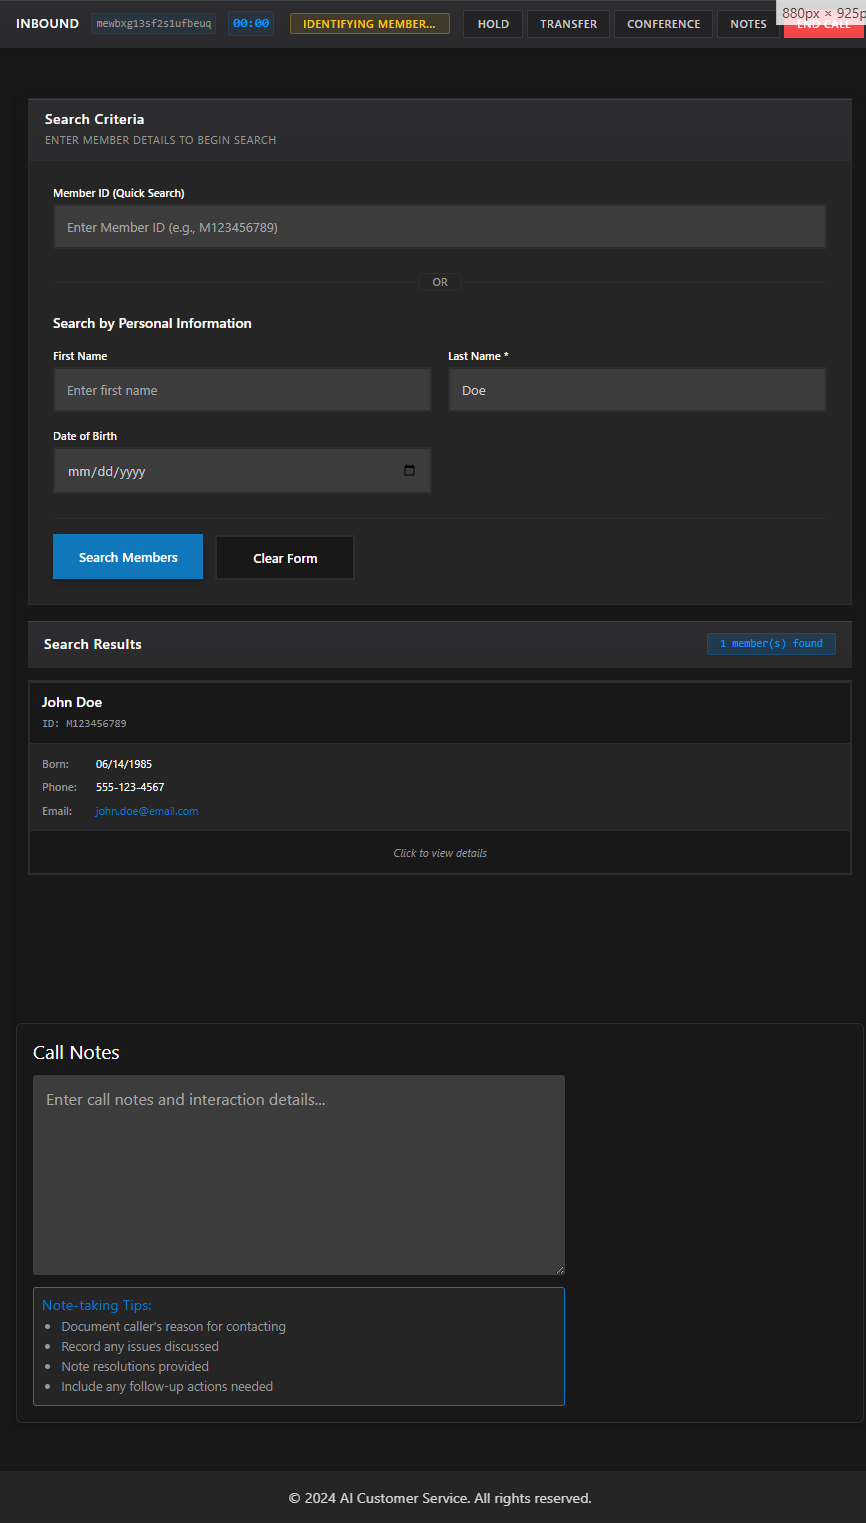 INBOUND mewbxg13sf2s1ufbeuq 00:00 IDENTIFYING MEMBER... HOLD TRANSFER CONFERENCE NOTES END CALL
880px × 925p
Search Criteria
ENTER MEMBER DETAILS TO BEGIN SEARCH
Member ID (Quick Search)
Enter Member ID (e.g., M123456789)
OR
Search by Personal Information
First Name Last Name *
Enter first name Doe
Date of Birth
mm/dd/yyyy
Search Members Clear Form
Search Results 1 member(s) found
John Doe
ID: M123456789
Born: 06/14/1985
Phone: 555-123-4567
Email: john.doe@email.com
Click to view details
Call Notes
Enter call notes and interaction details...
Note-taking Tips:
Document caller's reason for contacting
Record any issues discussed
Note resolutions provided
Include any follow-up actions needed
© 2024 AI Customer Service. All rights reserved.